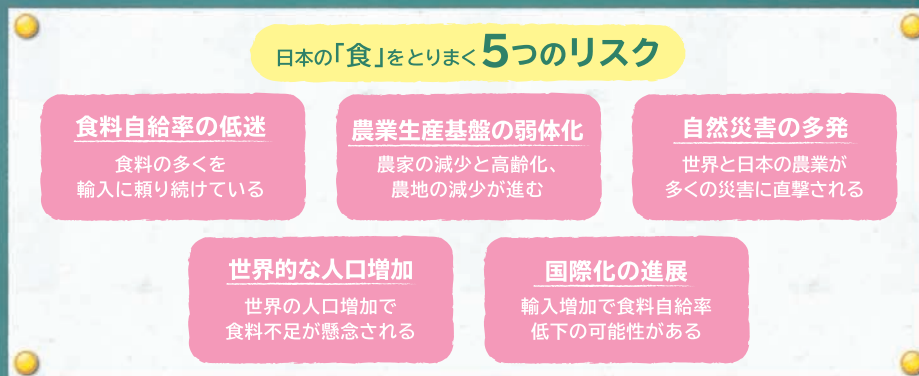 日本の「食」をとりまく5つのリスク
食料自給率の低迷
食料の多くを
輸入に頼り続けている
農業生産基盤の弱体化
農家の減少と高齢化、
農地の減少が進む
自然災害の多発
世界と日本の農業が
多くの災害に直撃される
世界的な人口増加
世界の人口増加で
食料不足が懸念される
国際化の進展
輸入増加で食料自給率
低下の可能性がある